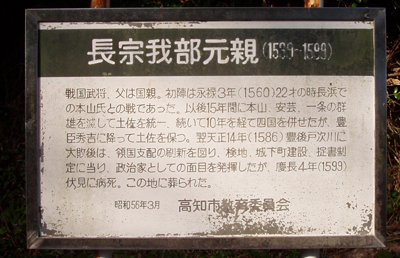 長宗我部元親(1539~1599)
戦国武将、父は国親。初陣は永禄3年(1560)22才の時長浜で
の本山氏との戦であった。以後15年間に本山、安芸、一条の群
雄を滅して土佐を統一、続いて10年を経て四国を併せたが、豊
臣秀吉に降って土佐を保つ。翌天正14年(1586)豊後戸次川に
大敗後は、領国支配の刷新を図り、検地、城下町建設、掟書制
定に当り、政治家としての面目を発揮したが、慶長4年(1599)
伏見に病死。この地に葬られた。
昭和56年3月 高知市教育委員会